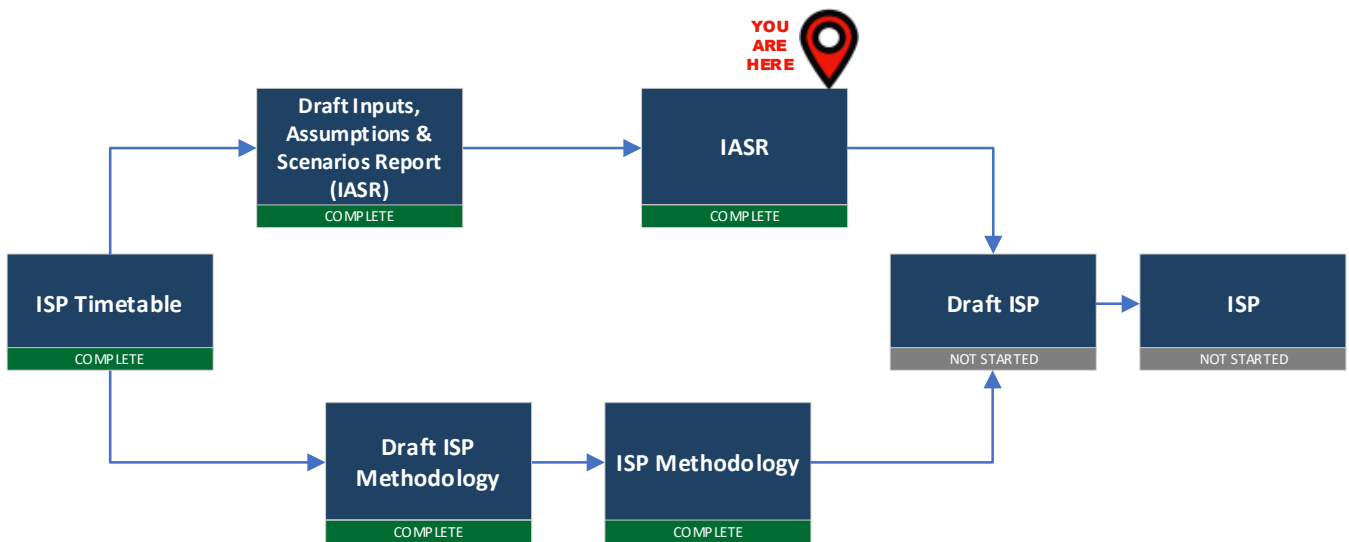 YOU
ARE
HERE
Draft Inputs,
Assumptions &
Scenarios Report
(IASR)
COMPLETE
IASR
COMPLETE
ISP Timetable
COMPLETE
Draft ISP
NOT STARTED
ISP
NOT STARTED
Draft ISP
Methodology
COMPLETE
ISP Methodology
COMPLETE